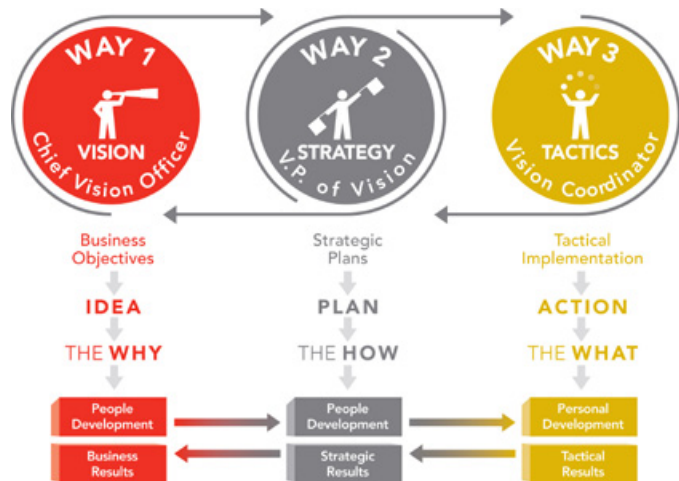 WAY 1
VISION
Chief Vision Officer
WAY 2
STRATEGY
V.P. of Vision
WAY 3
TACTICS
Vision Coordinator
Business
Objectives
IDEA
THE WHY
People
Development
Business
Results
Strategic
Plans
PLAN
THE HOW
People
Development
Strategic
Results
Tactical
Implementation
ACTION
THE WHAT
Personal
Development
Tactical
Results